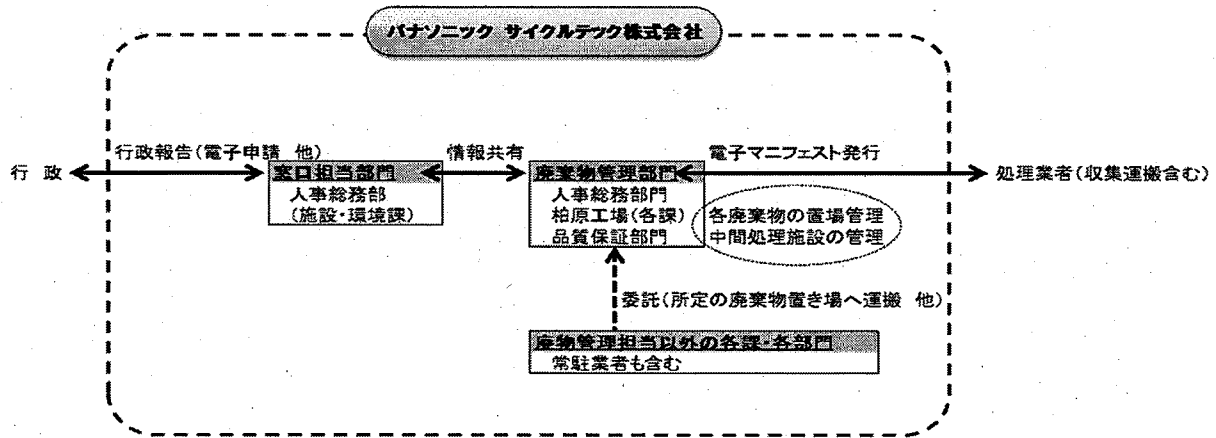 パナソニック サイクルテック株式会社
行政報告(電子申請 他)
情報共有
電子マニフェスト発行
行 政
窓口担当部門
廃棄物管理部門
処理業者(収集運搬含む)
人事総務部
(施設・環境課)
人事総務部門
柏原工場(各課)
品質保証部門
各廃棄物の置場管理
中間処理施設の管理
委託(所定の廃棄物置き場へ運搬 他)
廃物管理担当以外の各課・各部門
常駐業者も含む